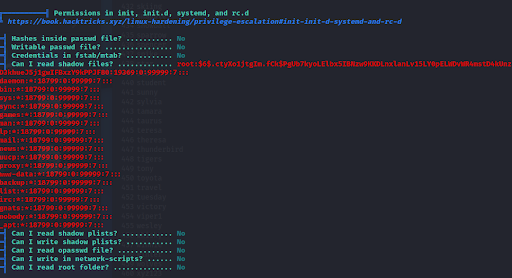 Permissions in init, init.d, systemd, and rc.d
https://book.hacktricks.xyz/linux-hardening/privilege-escalation#init-init-d-systemd-and-rc-d
Hashes inside passwd file? ........... No
Writable passwd file? ................ No
Credentials in fstab/mtab? ........... No
Can I read shadow files? .............
daemon:*:18799:0:99999:7:::
bin:*:18799:0:99999:7:::
sys:*:18799:0:99999:7:::
sync:*:18799:0:99999:7:::
games:*:18799:0:99999:7:::
man:*:18799:0:99999:7:::
lp:*:18799:0:99999:7:::
mail:*:18799:0:99999:7:::
news:*:18799:0:99999:7:::
uucp:*:18799:0:99999:7:::
proxy:*:18799:0:99999:7:::
www-data:*:18799:0:99999:7:::
backup:*:18799:0:99999:7:::
list:*:18799:0:99999:7:::
irc:*:18799:0:99999:7:::
gnats:*:18799:0:99999:7:::
nobody:*:18799:0:99999:7:::
_apt:*:18799:0:99999:7:::
Can I read shadow plists? ............ No
Can I write shadow plists? ........... No
Can I read opasswd file? ............. No
Can I write in network-scripts? ...... No
Can I read root folder? .............. No